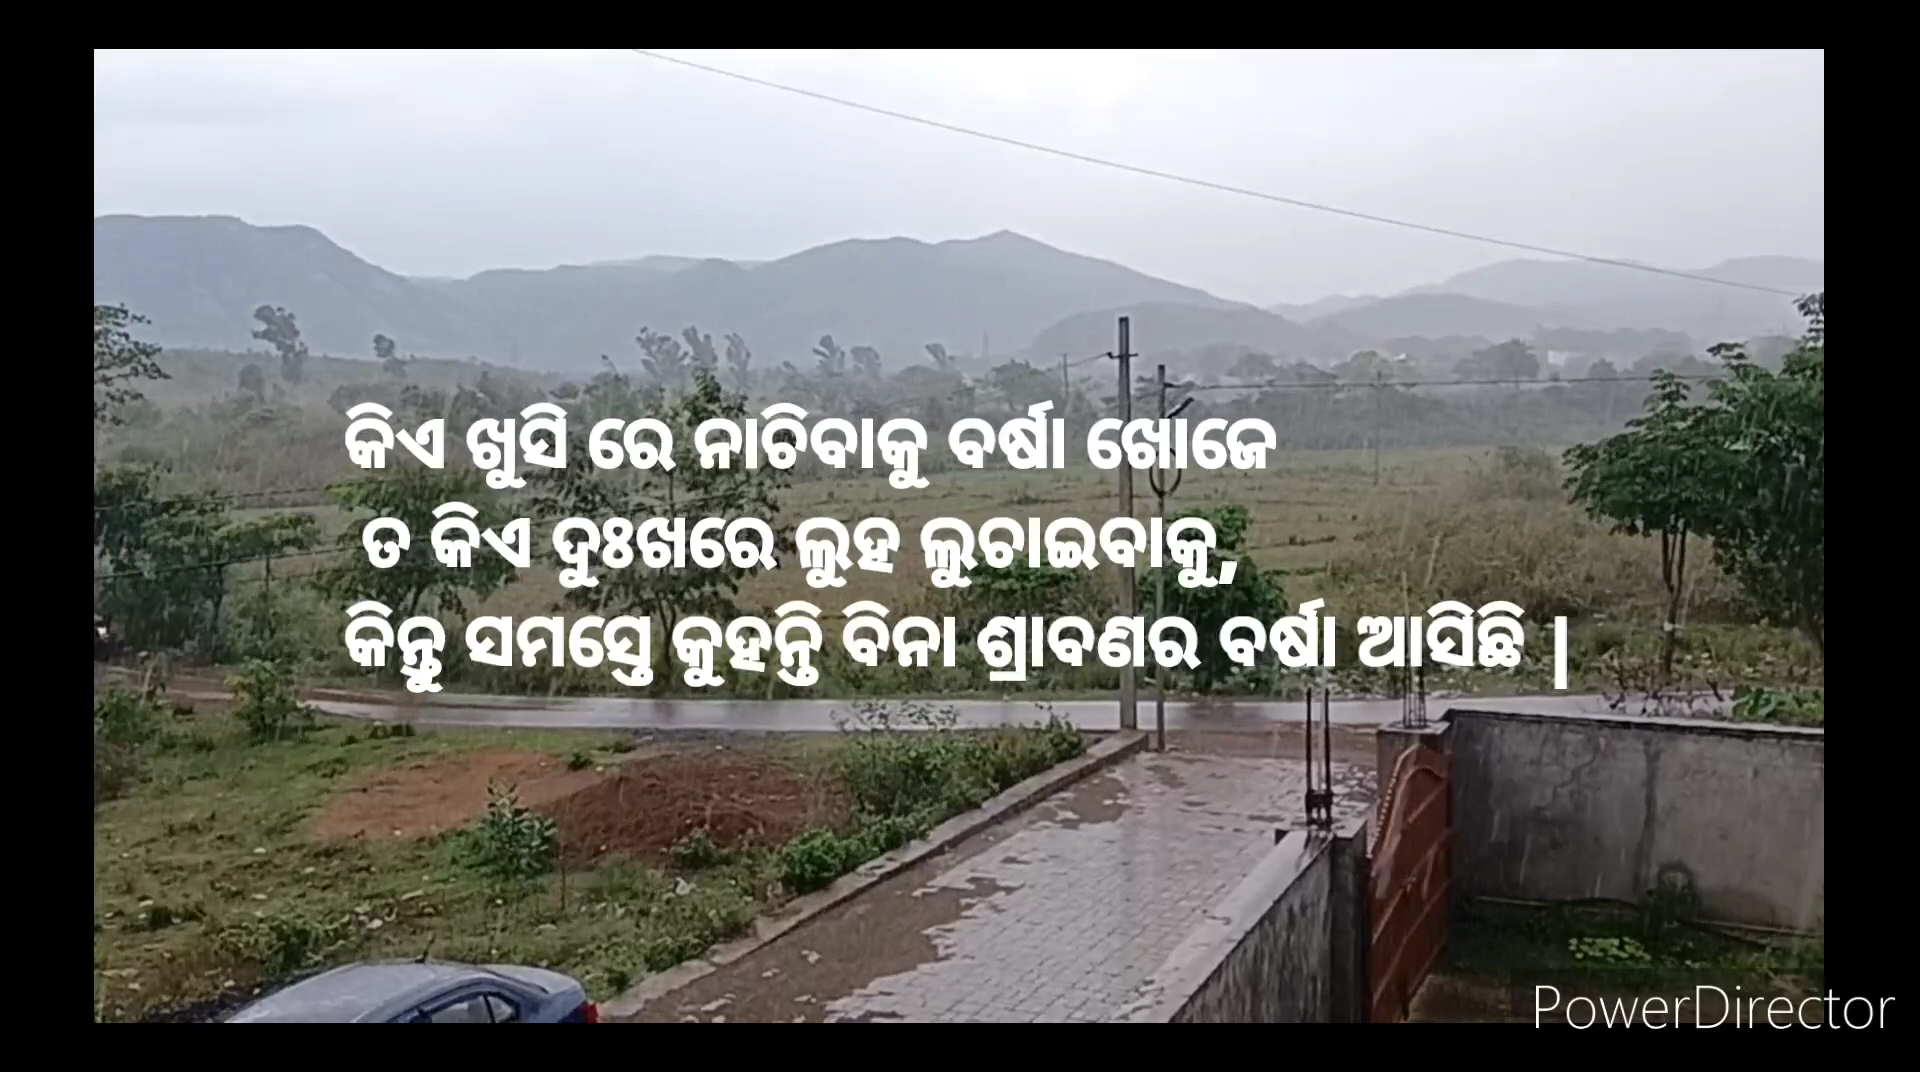 କିଏ ଖୁସି ରେ ନାଚିବାକୁ ବର୍ଷା ଖୋଜେ
ତ କିଏ ଦୁଃଖରେ ଲୁହ ଲୁଚାଇବାକୁ,
କିନ୍ତୁ ସମସ୍ତେ କୁହନ୍ତି ବିନା ଶ୍ରାବଣର ବର୍ଷା ଆସିଛି |
PowerDirector